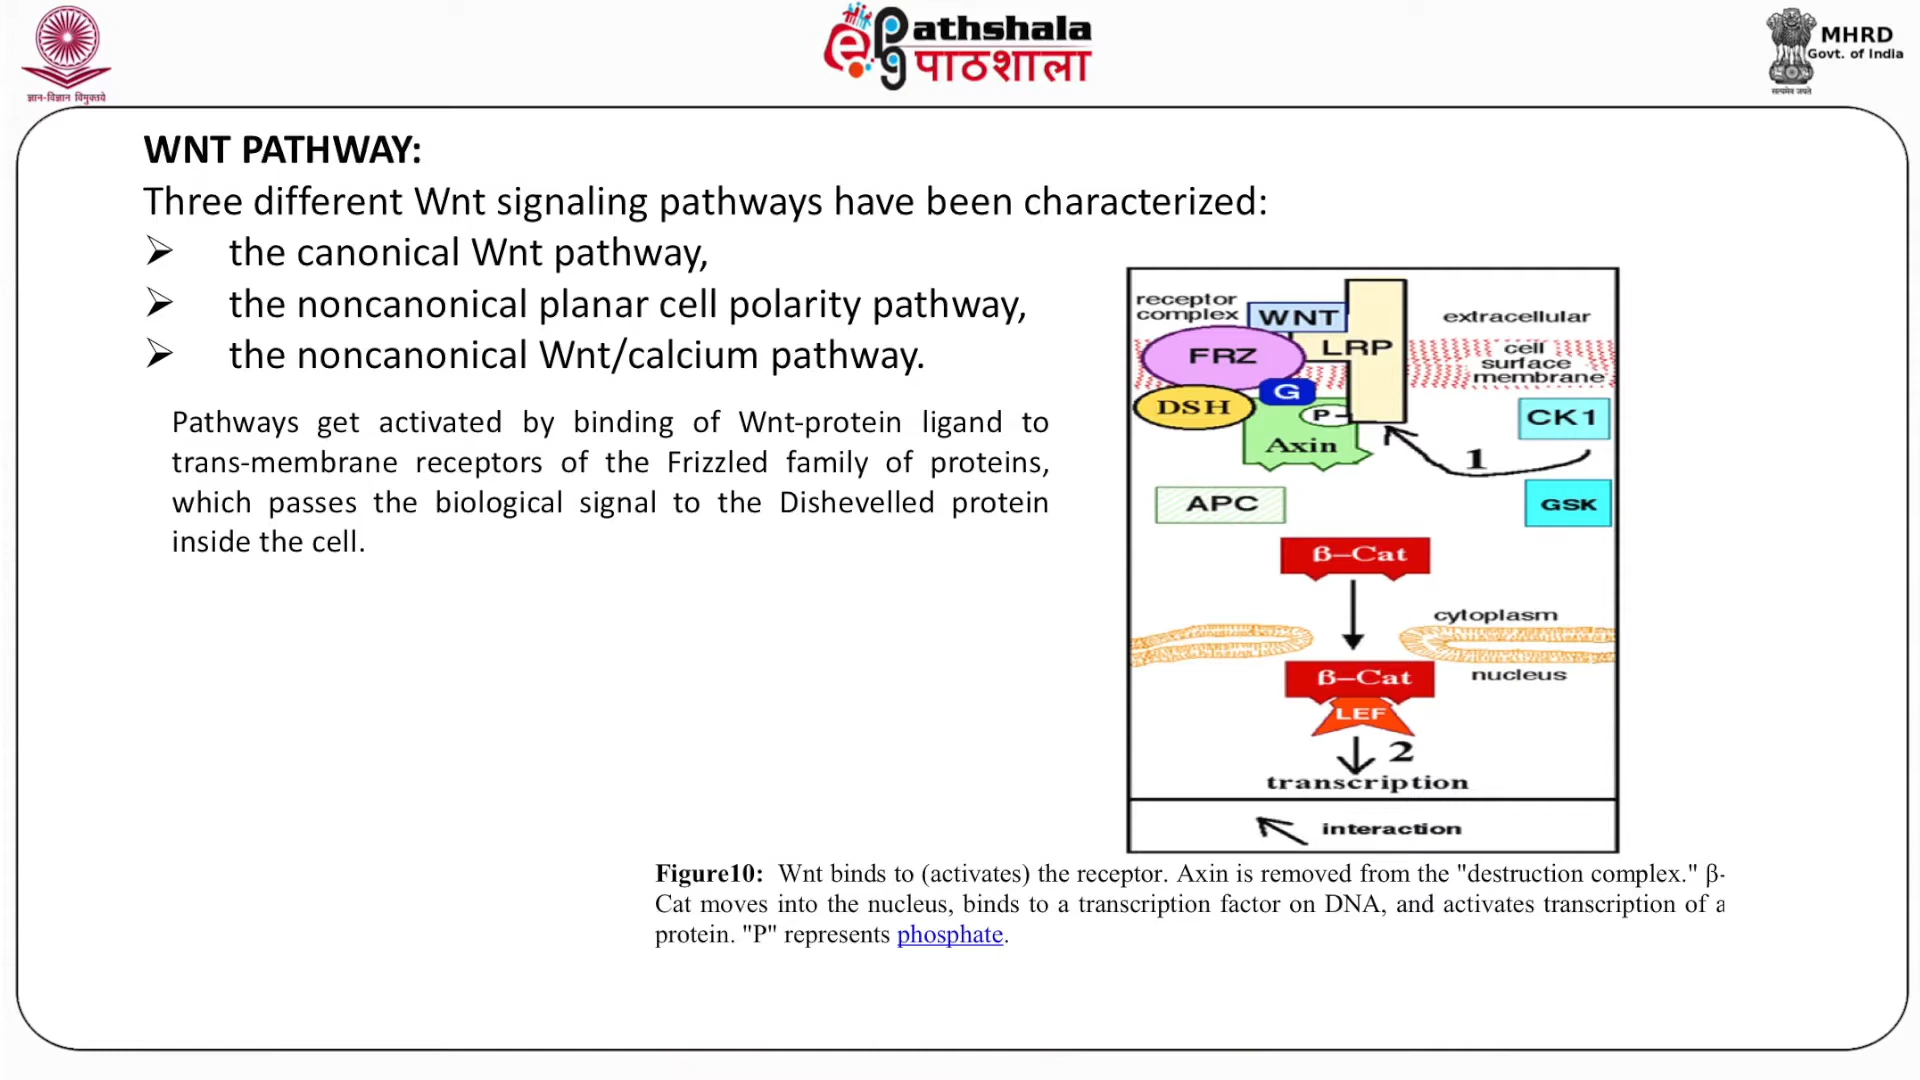 ज्ञान-विज्ञान विमुक्तये
ePG Pathshala
पाठशाला
MHRD
Govt. of India
सत्यमेव जयते
WNT PATHWAY:
Three different Wnt signaling pathways have been characterized:
➢ the canonical Wnt pathway,
➢ the noncanonical planar cell polarity pathway,
➢ the noncanonical Wnt/calcium pathway.
Pathways get activated by binding of Wnt-protein ligand to
trans-membrane receptors of the Frizzled family of proteins,
which passes the biological signal to the Dishevelled protein
inside the cell.
receptor
complex
WNT
extracellular
FRZ
LRP
cell
surface
membrane
G
DSH
P
CK1
Axin
1
APC
GSK
β–Cat
cytoplasm
β–Cat
nucleus
LEF
2
transcription
interaction
Figure10: Wnt binds to (activates) the receptor. Axin is removed from the "destruction complex." β-
Cat moves into the nucleus, binds to a transcription factor on DNA, and activates transcription of a
protein. "P" represents phosphate.